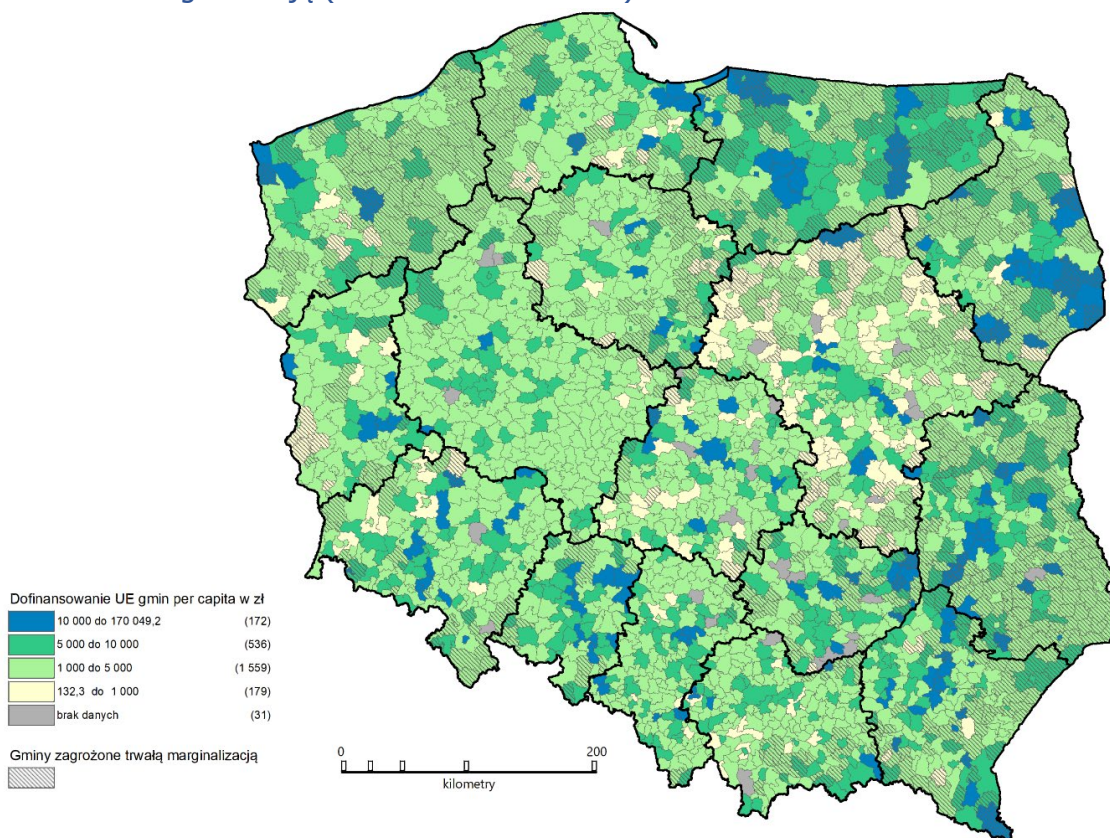 Dofinansowanie UE gmin per capita w zł
10 000 do 170 049,2 (172)
5 000 do 10 000 (536)
1 000 do 5 000 (1 559)
132,3 do 1 000 (179)
brak danych (31)
Gminy zagrożone trwałą marginalizacją
0 200
kilometry